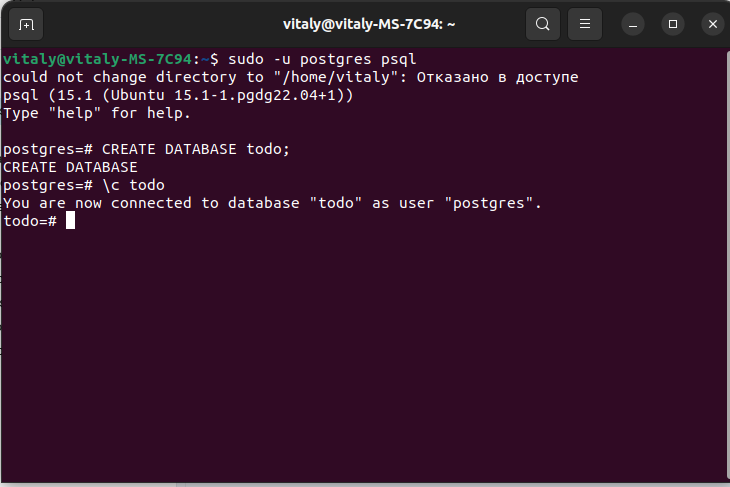 vitaly@vitaly-MS-7C94: ~
vitaly@vitaly-MS-7C94:~$ sudo -u postgres psql
could not change directory to "/home/vitaly": Отказано в доступе
psql (15.1 (Ubuntu 15.1-1.pgdg22.04+1))
Type "help" for help.
postgres=# CREATE DATABASE todo;
CREATE DATABASE
postgres=# \c todo
You are now connected to database "todo" as user "postgres".
todo=#